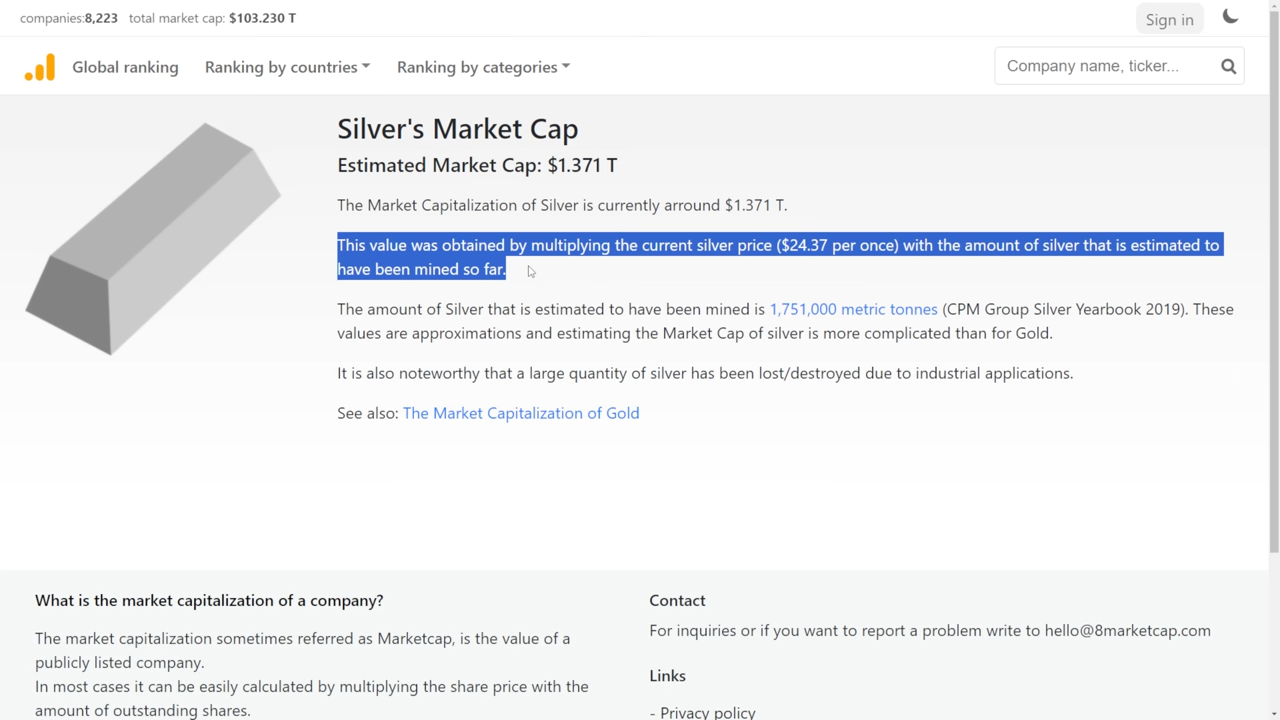 companies:8,223 total market cap: $103.230 T
Sign in
Global ranking Ranking by countries Ranking by categories
Company name, ticker...
Silver's Market Cap
Estimated Market Cap: $1.371 T
The Market Capitalization of Silver is currently arround $1.371 T.
This value was obtained by multiplying the current silver price ($24.37 per once) with the amount of silver that is estimated to
have been mined so far.
The amount of Silver that is estimated to have been mined is 1,751,000 metric tonnes (CPM Group Silver Yearbook 2019). These
values are approximations and estimating the Market Cap of silver is more complicated than for Gold.
It is also noteworthy that a large quantity of silver has been lost/destroyed due to industrial applications.
See also: The Market Capitalization of Gold
What is the market capitalization of a company?
The market capitalization sometimes referred as Marketcap, is the value of a
publicly listed company.
In most cases it can be easily calculated by multiplying the share price with the
amount of outstanding shares.
Contact
For inquiries or if you want to report a problem write to hello@8marketcap.com
Links
- Privacy policy